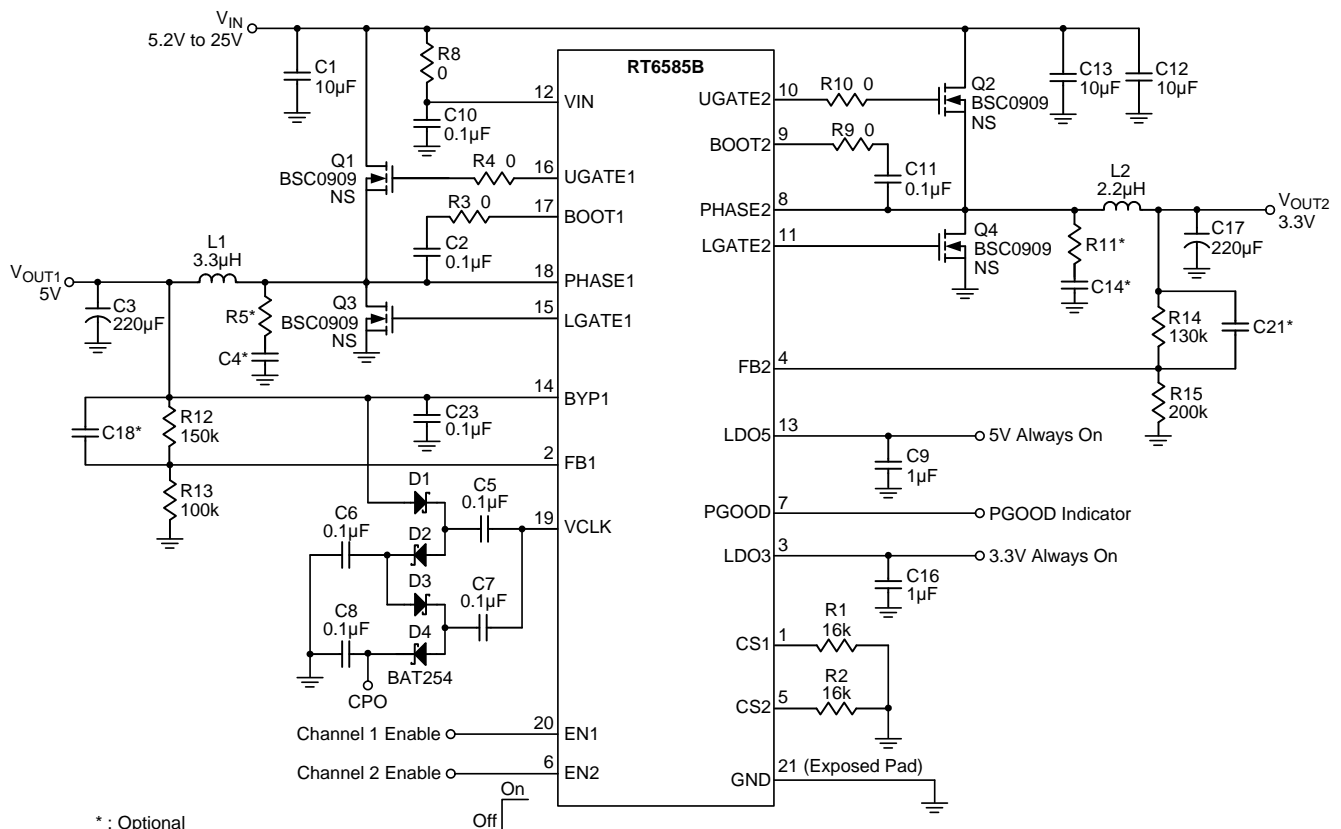 V_IN
5.2V to 25V
C1
10µF
R8
0
12
VIN
C10
0.1µF
RT6585B
UGATE2
10
R10 0
Q2
BSC0909
NS
C13
10µF
C12
10µF
BOOT2
9
R9 0
C11
0.1µF
Q1
BSC0909
NS
R4 0
16
UGATE1
R3 0
17
BOOT1
C2
0.1µF
PHASE2
8
L2
2.2µH
V_OUT2
3.3V
C17
220µF
LGATE2
11
Q4
BSC0909
NS
R11*
C14*
V_OUT1
5V
L1
3.3µH
18
PHASE1
C3
220µF
R5*
C4*
Q3
BSC0909
NS
15
LGATE1
R14
130k
C21*
FB2
4
R15
200k
14
BYP1
C23
0.1µF
C18*
R12
150k
2
FB1
R13
100k
LDO5
13
5V Always On
C9
1µF
PGOOD
7
PGOOD Indicator
LDO3
3
3.3V Always On
C16
1µF
D1
C5
0.1µF
19
VCLK
C6
0.1µF
D2
D3
C7
0.1µF
C8
0.1µF
D4
BAT254
CPO
CS1
1
R1
16k
CS2
5
R2
16k
Channel 1 Enable
20
EN1
Channel 2 Enable
6
EN2
GND
21 (Exposed Pad)
On
Off
* : Optional